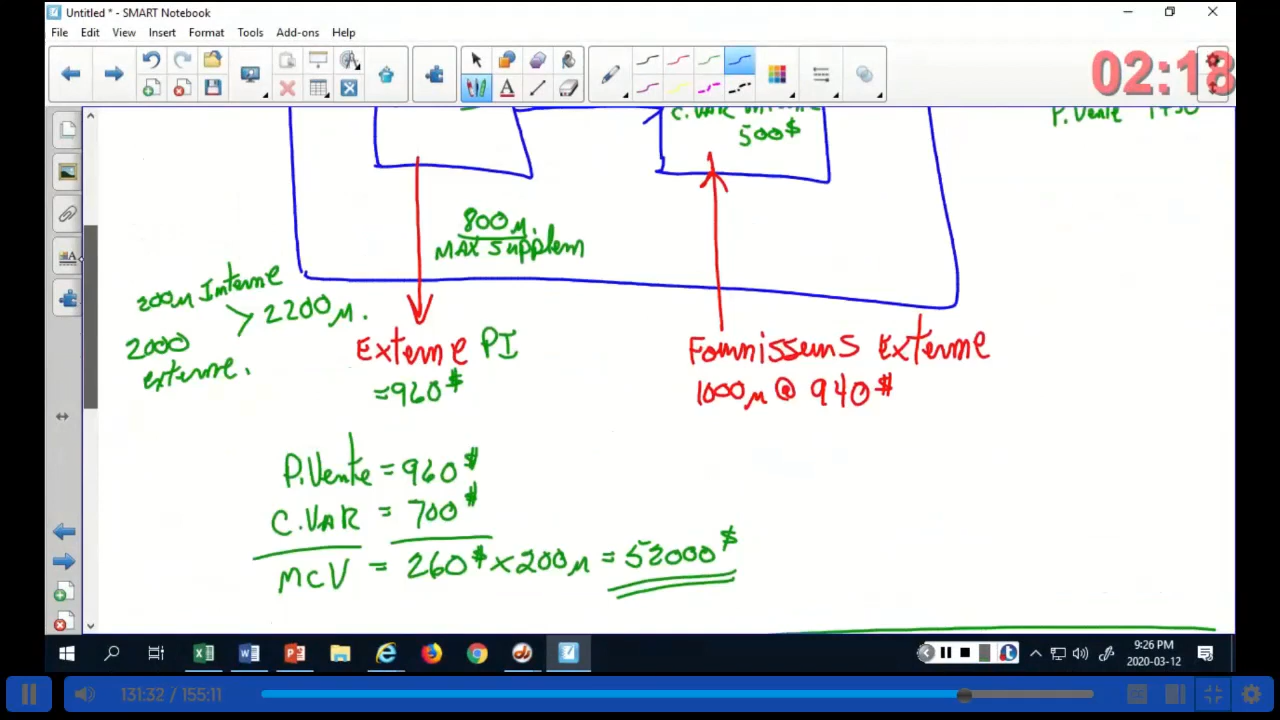 Untitled * - SMART Notebook
File Edit View Insert Format Tools Add-ons Help
02:18
500$
P. Vente
800u.
MAX Supplem
200u Interne
2000
externe.
> 2200u.
Externe PI
=960$
Fournisseurs Externe
1000u @ 940$
P. Vente = 960$
C. VAR = 700$
MCV = 260$ x 200u = 52000$
9:26 PM
2020-03-12
131:32 / 155:11